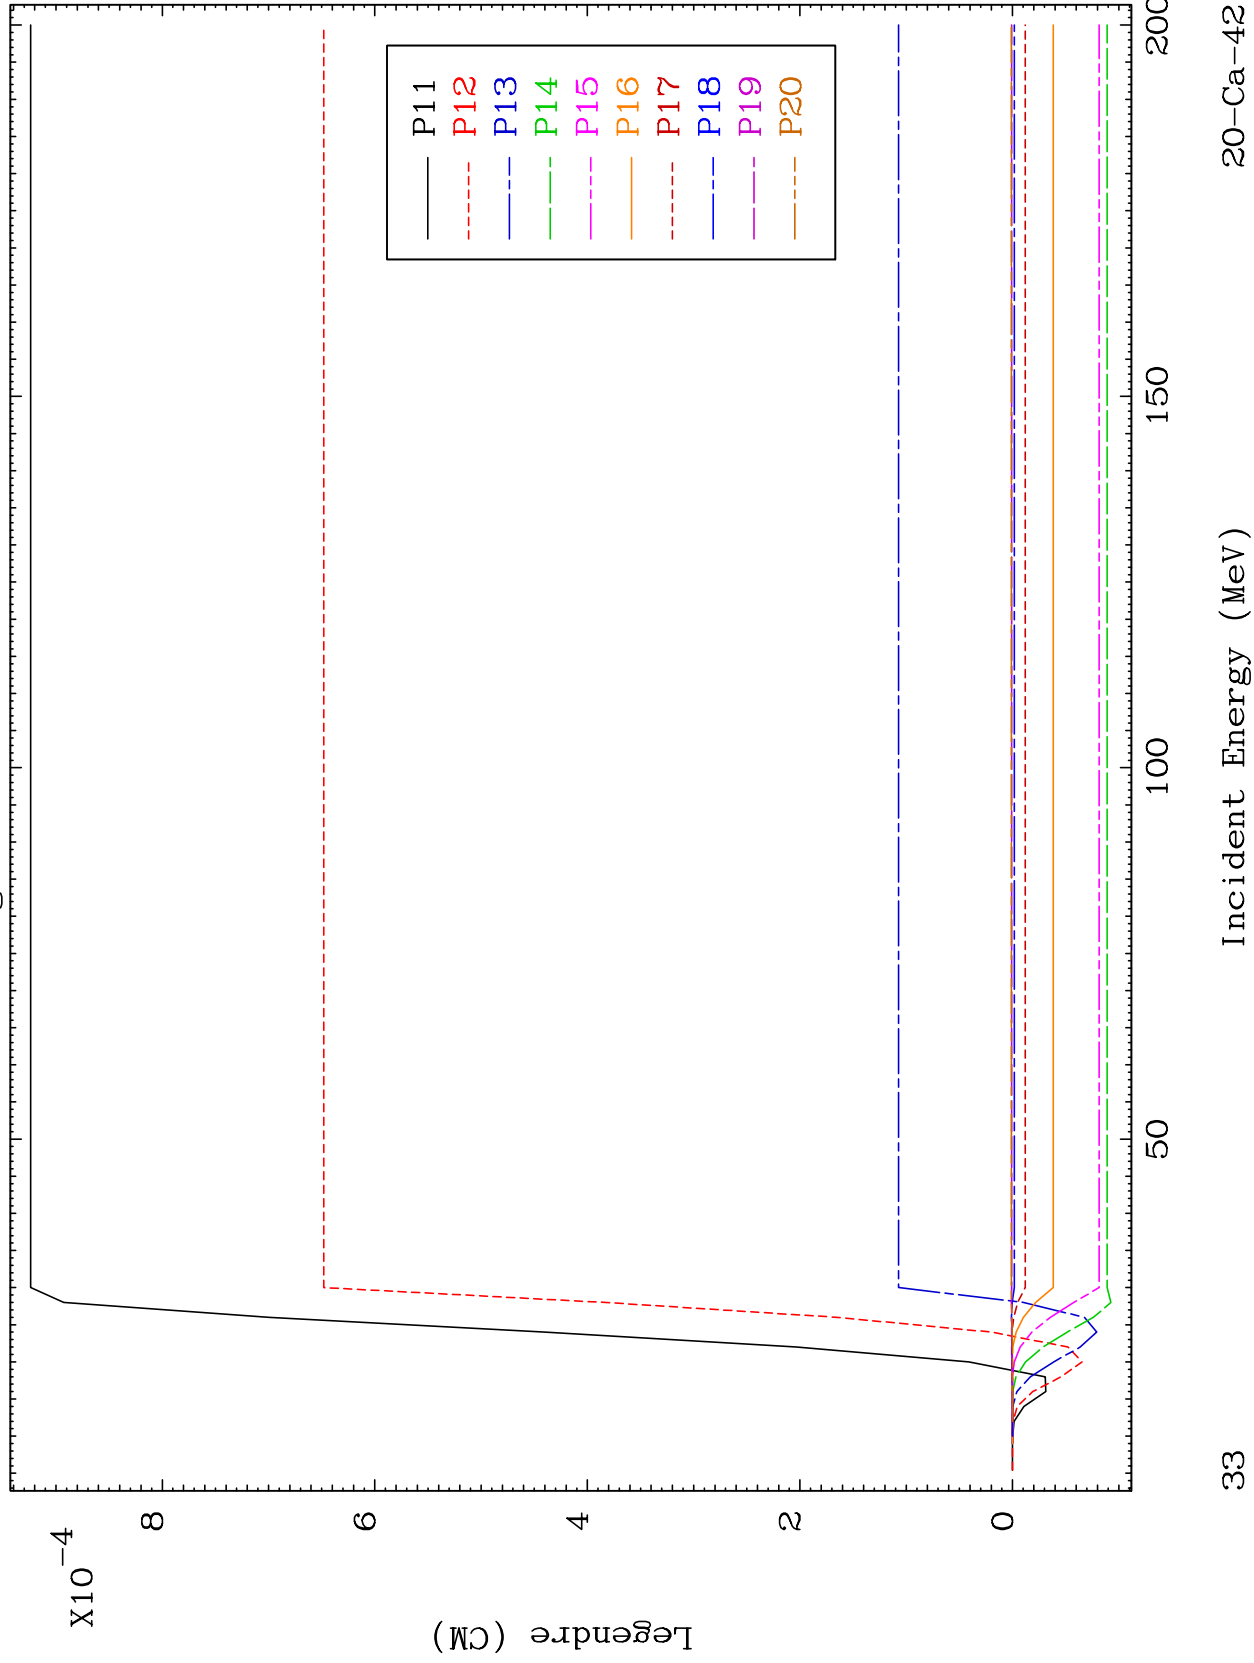 X10-4
8
6
4
2
0
Legendre (CM)
P11
P12
P13
P14
P15
P16
P17
P18
P19
P20
50
100
150
200
Incident Energy (MeV)
33
20-Ca-42